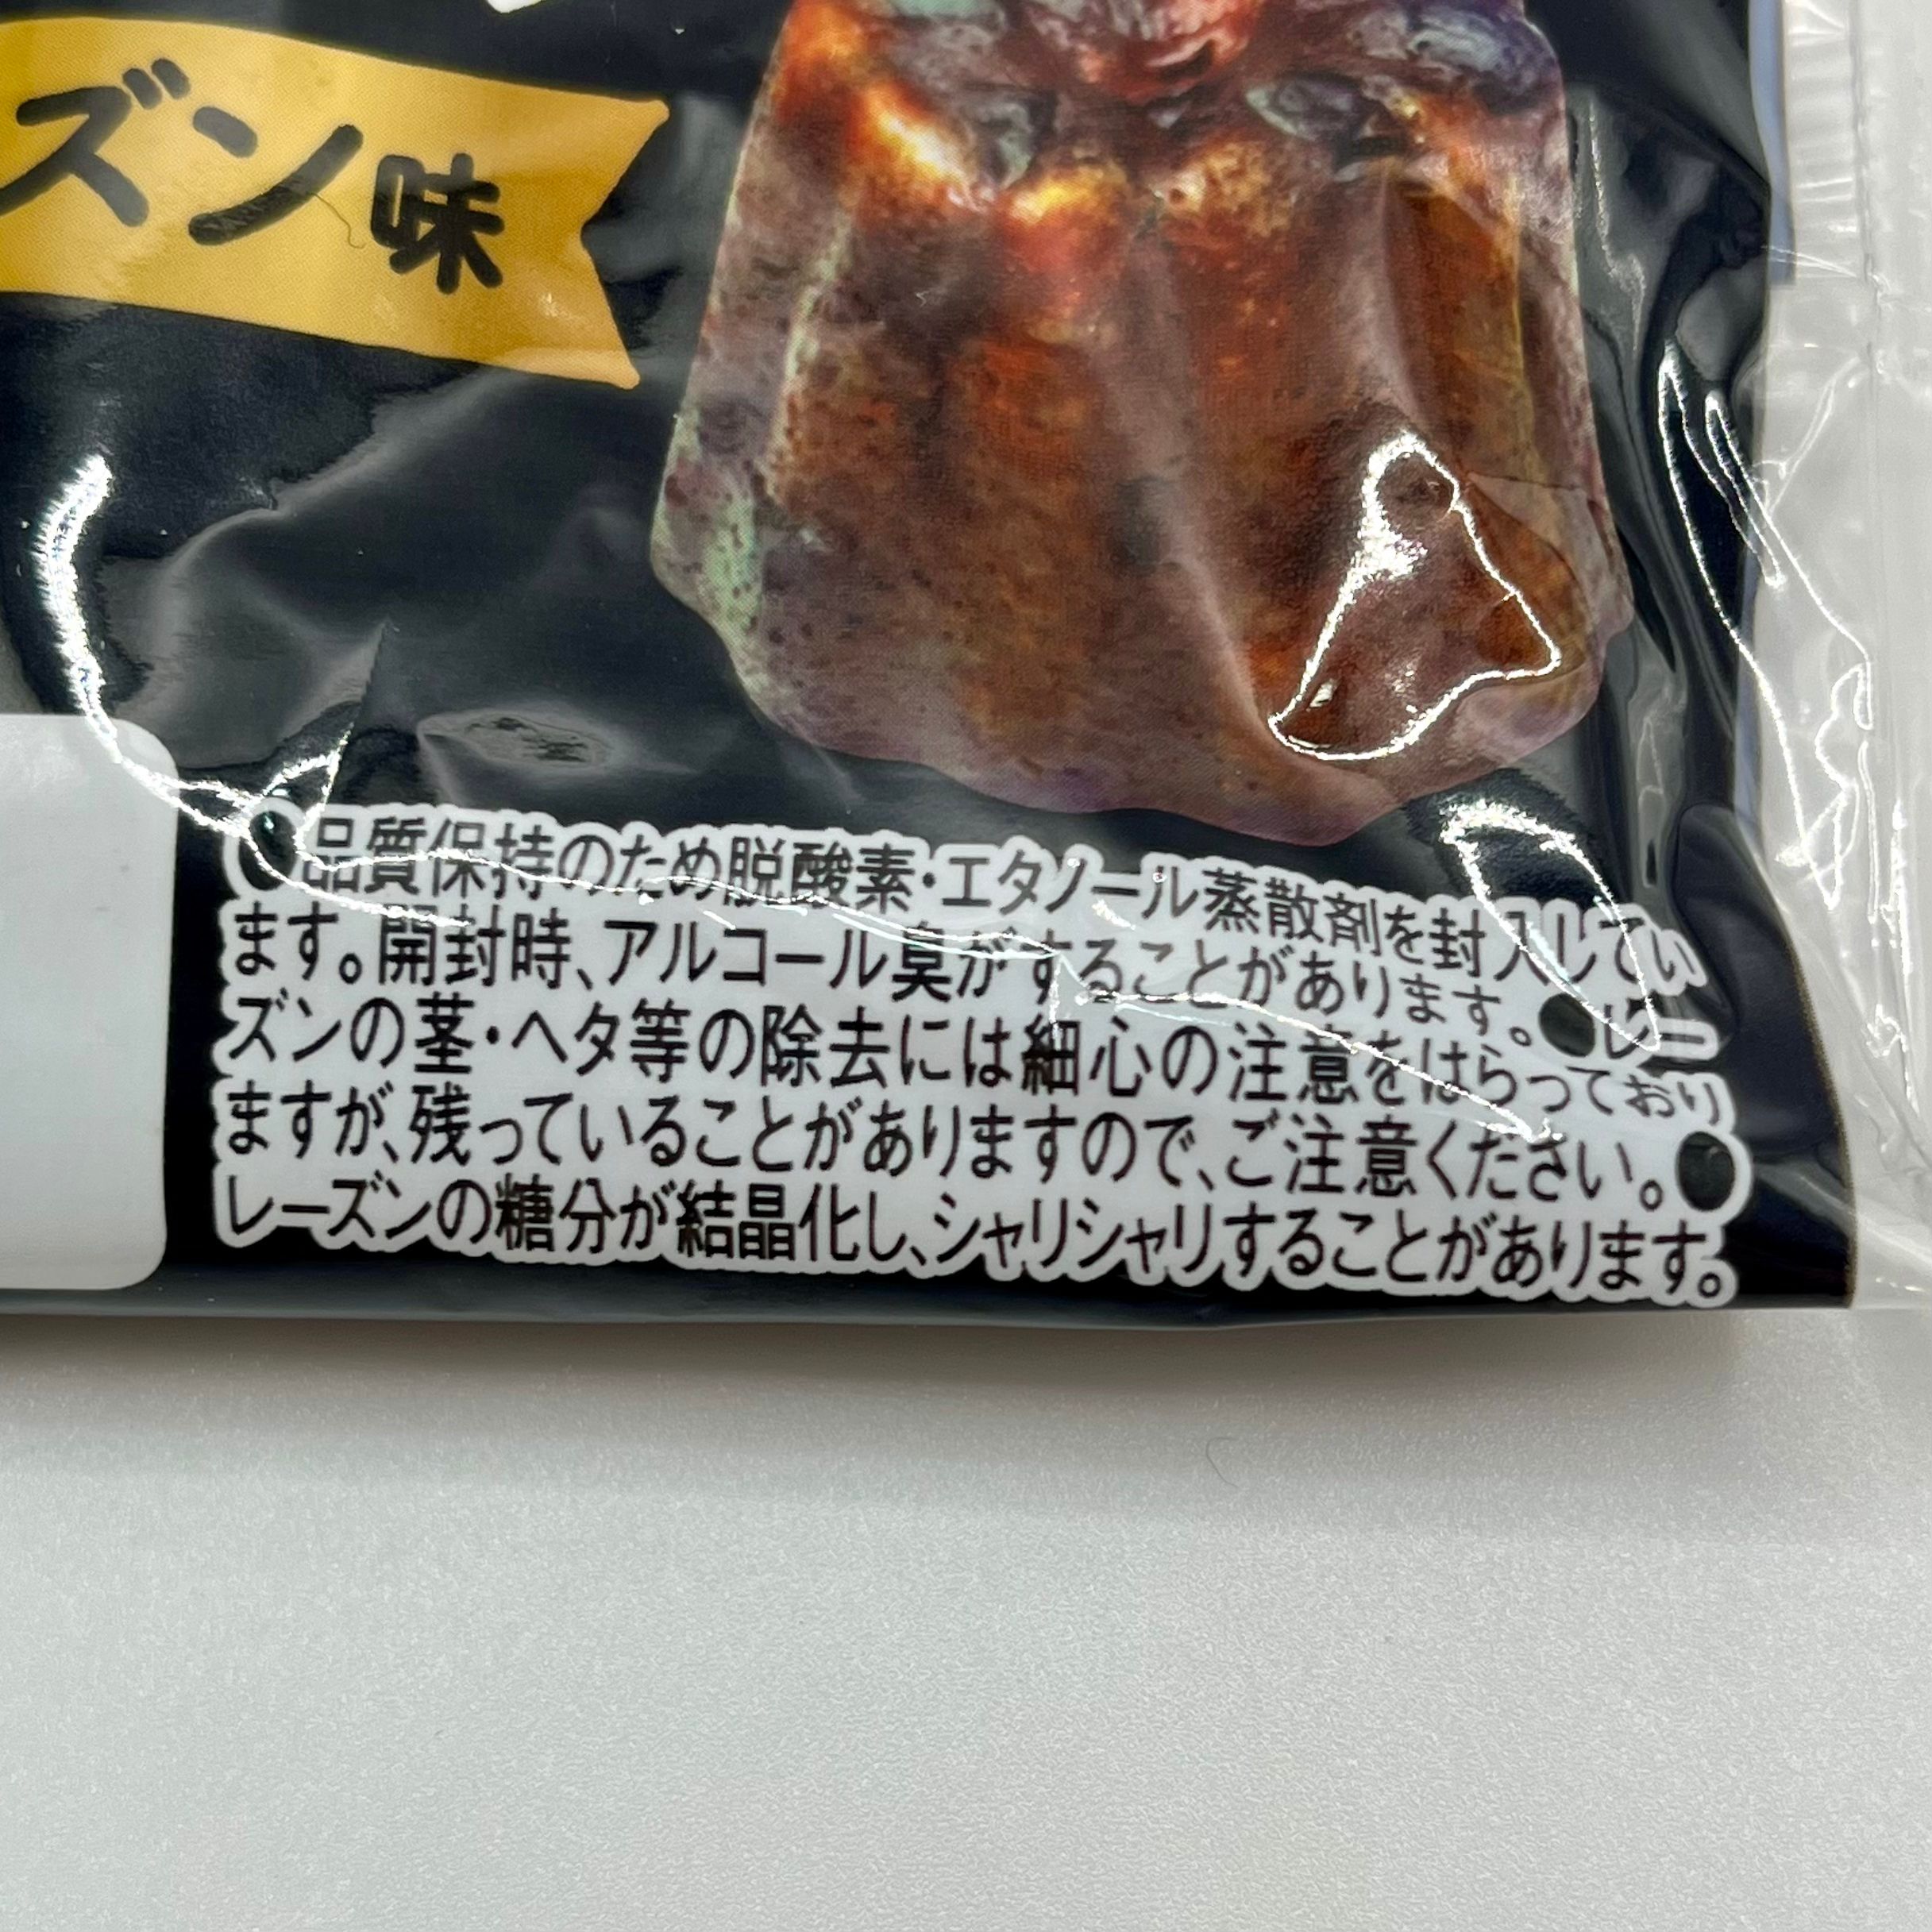 ズン味
●品質保持のため脱酸素・エタノール蒸散剤を封入してい
ます。開封時、アルコール臭がすることがあります。●レー
ズンの茎・ヘタ等の除去には細心の注意をはらっており
ますが、残っていることがありますので、ご注意ください。●
レーズンの糖分が結晶化し、シャリシャリすることがあります。